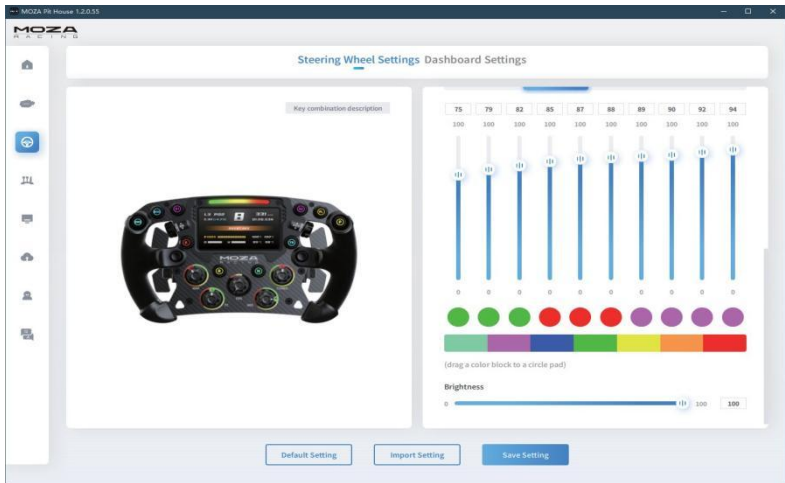 MOZA Pit House 1.2.0.55
MOZA
RACING
Steering Wheel Settings Dashboard Settings
Key combination description
75 79 82 85 87 88 89 90 92 94
100 100 100 100 100 100 100 100 100 100
MOZA
0 0 0 0 0 0 0 0 0 0
(drag a color block to a circle pad)
Brightness
0 100 100
Default Setting Import Setting Save Setting